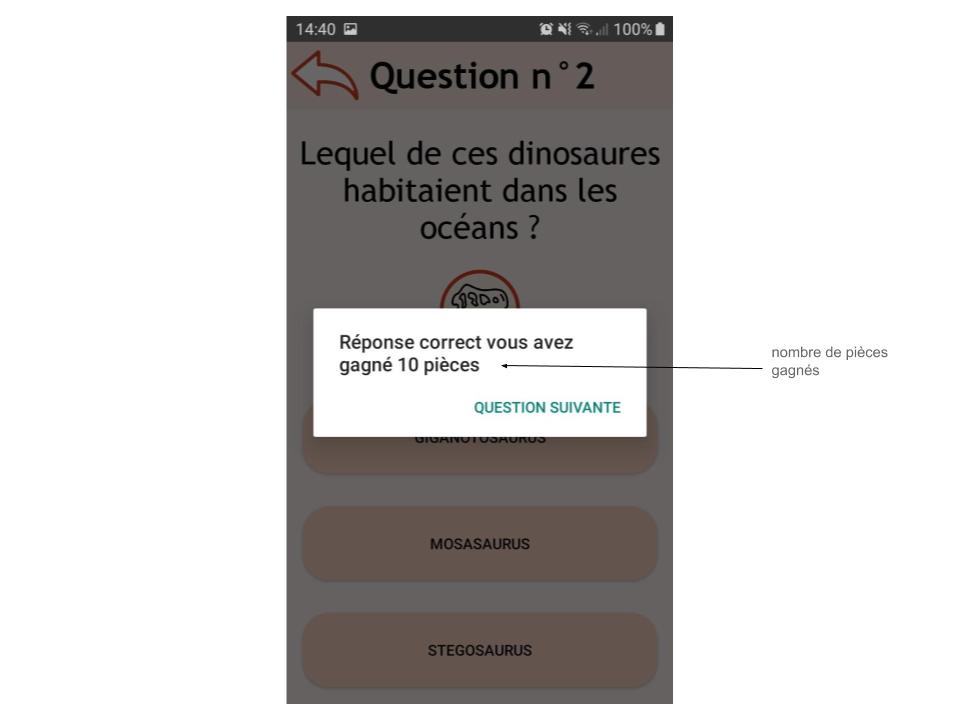 14:40 100%
Question n°2
Lequel de ces dinosaures
habitaient dans les
océans ?
Réponse correct vous avez
gagné 10 pièces
QUESTION SUIVANTE
nombre de pièces
gagnés
GIGANOTOSAURUS
MOSASAURUS
STEGOSAURUS